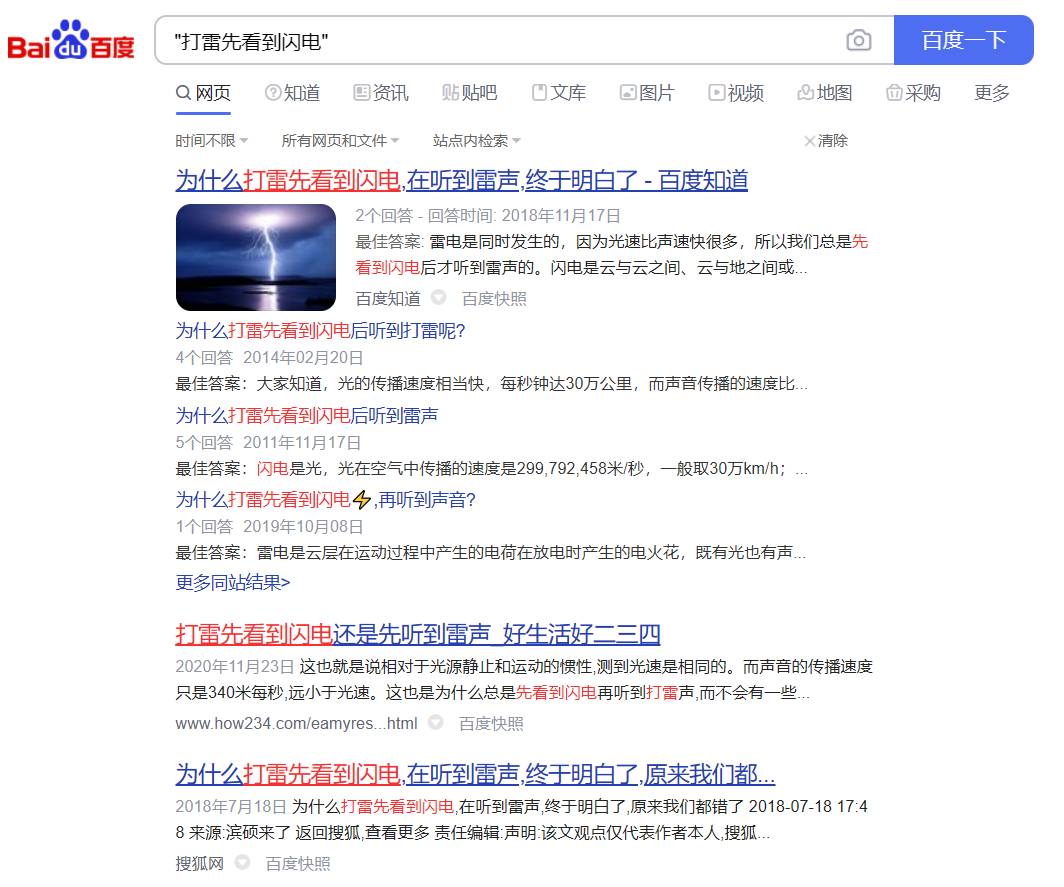 Bai du 百度
"打雷先看到闪电"
百度一下
网页 知道 资讯 贴吧 文库 图片 视频 地图 采购 更多
时间不限 所有网页和文件 站点内检索 清除
为什么打雷先看到闪电,在听到雷声,终于明白了 - 百度知道
2个回答 - 回答时间: 2018年11月17日
最佳答案: 雷电是同时发生的，因为光速比声速快很多，所以我们总是先
看到闪电后才听到雷声的。闪电是云与云之间、云与地之间或...
百度知道 百度快照
为什么打雷先看到闪电后听到打雷呢?
4个回答 2014年02月20日
最佳答案：大家知道，光的传播速度相当快，每秒钟达30万公里，而声音传播的速度比...
为什么打雷先看到闪电后听到雷声
5个回答 2011年11月17日
最佳答案：闪电是光，光在空气中传播的速度是299,792,458米/秒，一般取30万km/h；...
为什么打雷先看到闪电⚡,再听到声音?
1个回答 2019年10月08日
最佳答案：雷电是云层在运动过程中产生的电荷在放电时产生的电火花，既有光也有声...
更多同站结果>
打雷先看到闪电还是先听到雷声_好生活好二三四
2020年11月23日 这也就是说相对于光源静止和运动的惯性,测到光速是相同的。而声音的传播速度
只是340米每秒,远小于光速。这也是为什么总是先看到闪电再听到打雷声,而不会有一些...
www.how234.com/eamyres...html 百度快照
为什么打雷先看到闪电,在听到雷声,终于明白了,原来我们都...
2018年7月18日 为什么打雷先看到闪电,在听到雷声,终于明白了,原来我们都错了 2018-07-18 17:4
8 来源:滨硕来了 返回搜狐,查看更多 责任编辑:声明:该文观点仅代表作者本人,搜狐...
搜狐网 百度快照